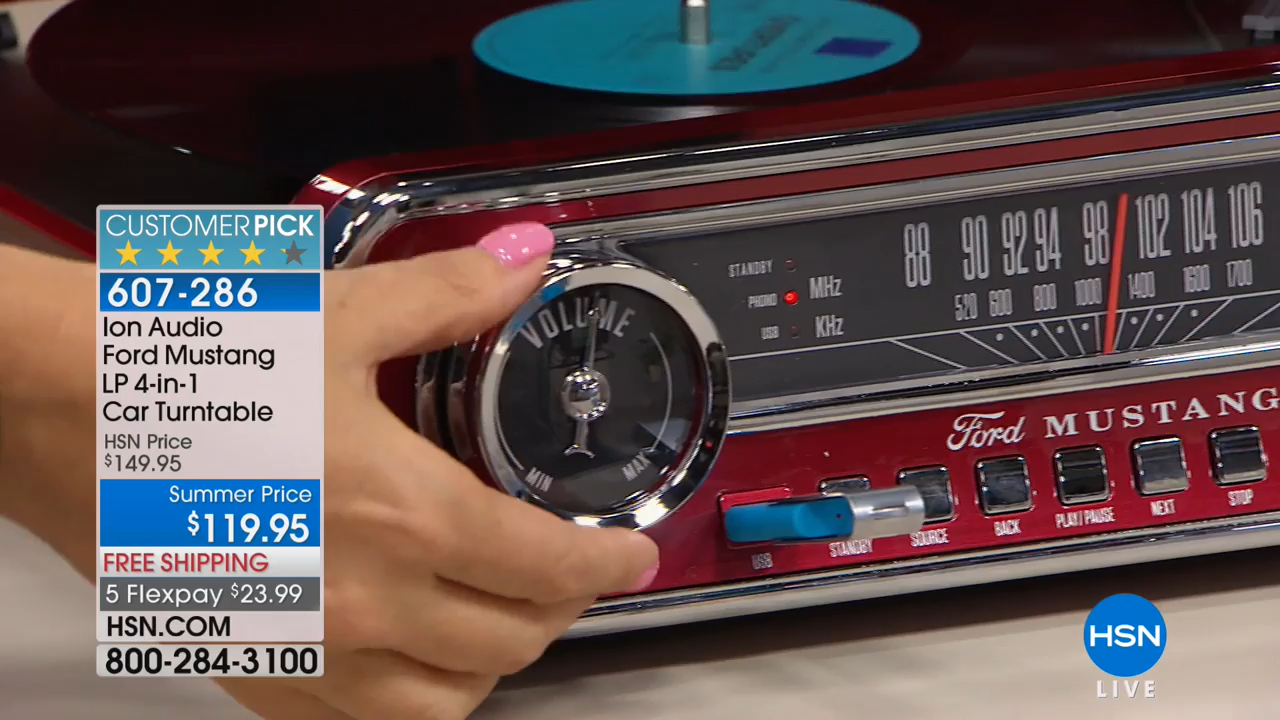 CUSTOMER PICK
607-286
Ion Audio
Ford Mustang
LP 4-in-1
Car Turntable
HSN Price
$149.95
Summer Price
$119.95
FREE SHIPPING
5 Flexpay $23.99
HSN.COM
800-284-3100
VOLUME
MIN
MAX
STANDBY
PHONO
USB
MHz
KHz
88 90 92 94 98 102 104 106
520 600 800 1000 1400 1600 1700
Ford MUSTANG
USB
STANDBY
SOURCE
BACK
PLAY/PAUSE
NEXT
STOP
HSN
LIVE